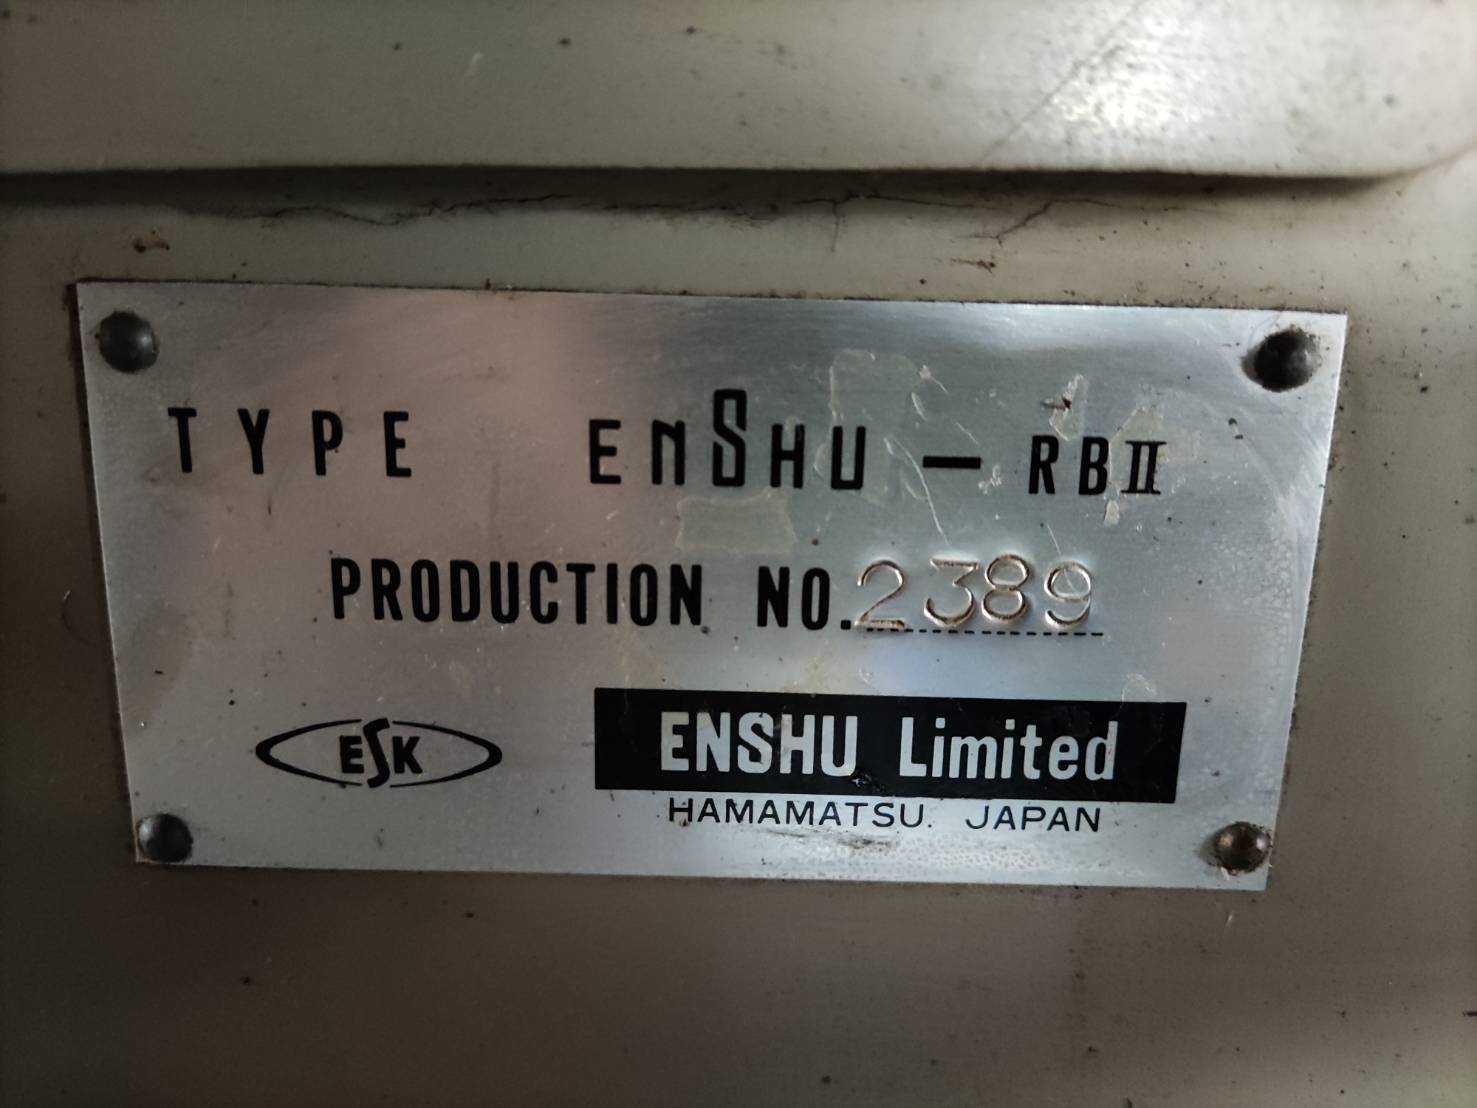 TYPE ENSHU - RBII
PRODUCTION NO. 2389
ESK
ENSHU Limited
HAMAMATSU. JAPAN